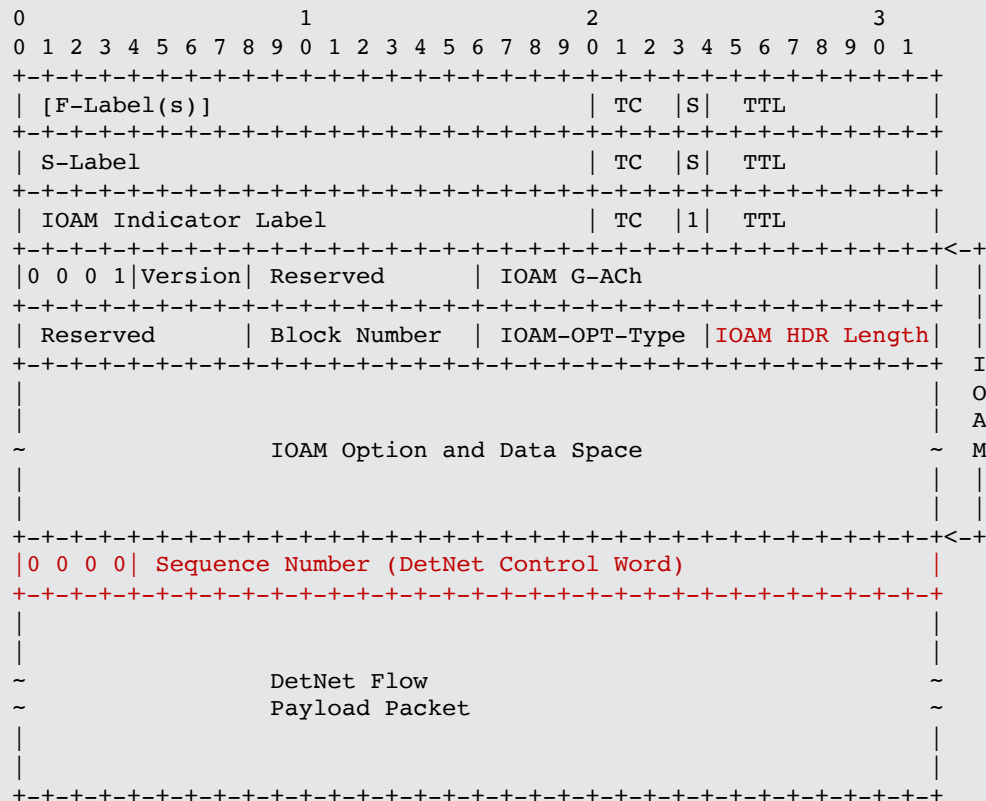 0                   1                   2                   3
0 1 2 3 4 5 6 7 8 9 0 1 2 3 4 5 6 7 8 9 0 1 2 3 4 5 6 7 8 9 0 1
+-+-+-+-+-+-+-+-+-+-+-+-+-+-+-+-+-+-+-+-+-+-+-+-+-+-+-+-+-+-+-+-+
| [F-Label(s)]                          | TC  |S|  TTL          |
+-+-+-+-+-+-+-+-+-+-+-+-+-+-+-+-+-+-+-+-+-+-+-+-+-+-+-+-+-+-+-+-+
| S-Label                               | TC  |S|  TTL          |
+-+-+-+-+-+-+-+-+-+-+-+-+-+-+-+-+-+-+-+-+-+-+-+-+-+-+-+-+-+-+-+-+
| IOAM Indicator Label                  | TC  |1|  TTL          |
+-+-+-+-+-+-+-+-+-+-+-+-+-+-+-+-+-+-+-+-+-+-+-+-+-+-+-+-+-+-+-+-+<-+
|0 0 0 1|Version| Reserved      | IOAM G-ACh                    |  |
+-+-+-+-+-+-+-+-+-+-+-+-+-+-+-+-+-+-+-+-+-+-+-+-+-+-+-+-+-+-+-+-+  |
| Reserved      | Block Number  | IOAM-OPT-Type |IOAM HDR Length|  |
+-+-+-+-+-+-+-+-+-+-+-+-+-+-+-+-+-+-+-+-+-+-+-+-+-+-+-+-+-+-+-+-+  I
|                                                               |  O
|                                                               |  A
~                 IOAM Option and Data Space                    ~  M
|                                                               |  |
|                                                               |  |
+-+-+-+-+-+-+-+-+-+-+-+-+-+-+-+-+-+-+-+-+-+-+-+-+-+-+-+-+-+-+-+-+<-+
|0 0 0 0| Sequence Number (DetNet Control Word)                 |
+-+-+-+-+-+-+-+-+-+-+-+-+-+-+-+-+-+-+-+-+-+-+-+-+-+-+-+-+-+-+-+-+
|                                                               |
|                                                               |
~                 DetNet Flow                                   ~
~                 Payload Packet                                ~
|                                                               |
|                                                               |
+-+-+-+-+-+-+-+-+-+-+-+-+-+-+-+-+-+-+-+-+-+-+-+-+-+-+-+-+-+-+-+-+